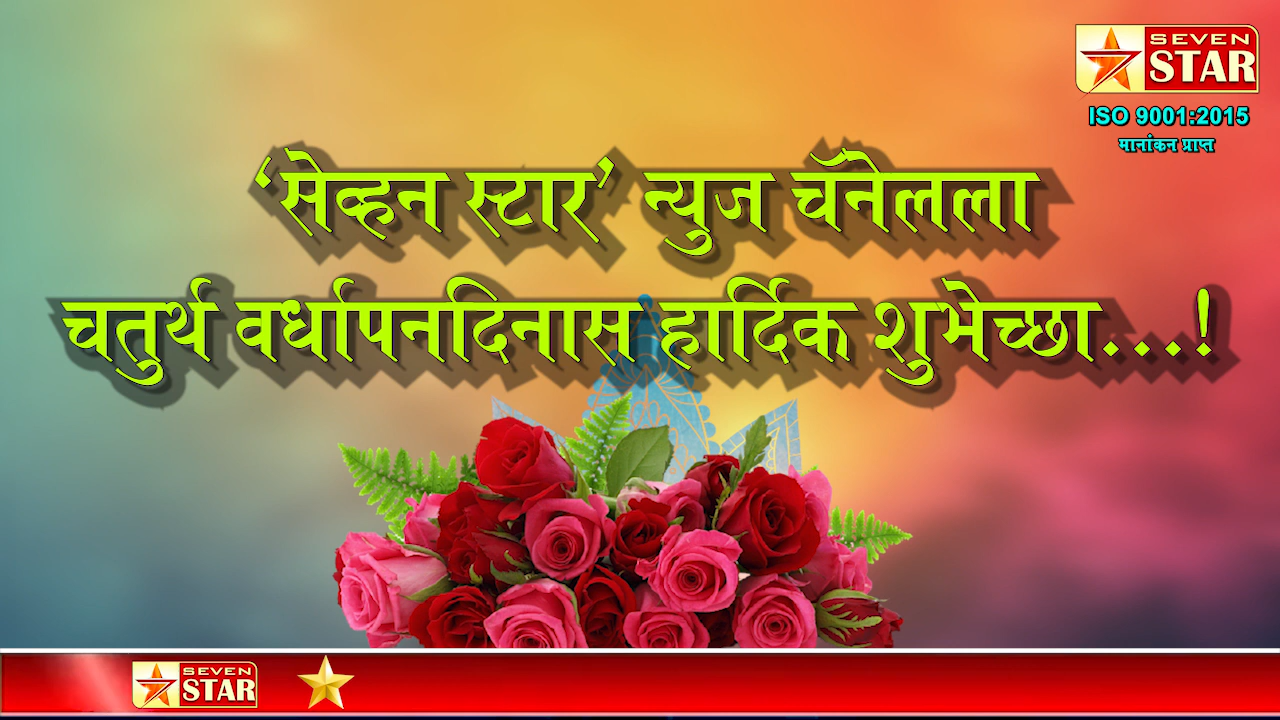 SEVEN
STAR
ISO 9001:2015
मानांकन प्राप्त
‘सेव्हन स्टार’ न्युज चॅनेलला
चतुर्थ वर्धापनदिनास हार्दिक शुभेच्छा...!
SEVEN
STAR